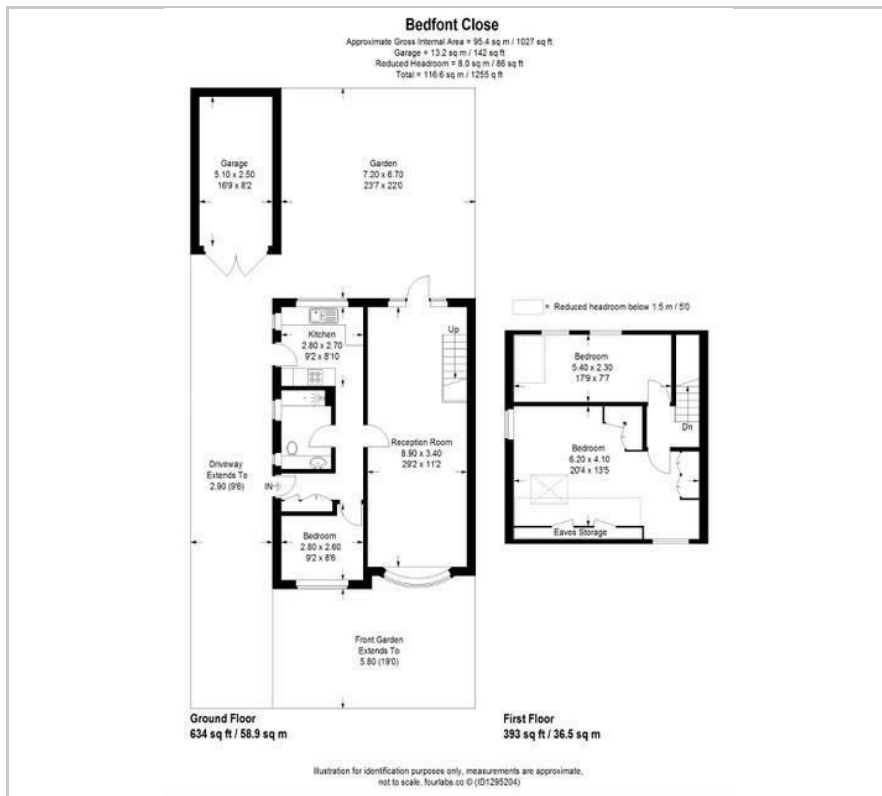 Bedfont Close
Approximate Gross Internal Area = 95.4 sq m / 1027 sq ft
Garage = 13.2 sq m / 142 sq ft
Reduced Headroom = 8.0 sq m / 86 sq ft
Total = 116.6 sq m / 1255 q ft
Garage
5.10 x 2.50
16'9 x 8'2
Garden
7.20 x 6.70
23'7 x 22'0
= Reduced headroom below 1.5 m / 5'0
Kitchen
2.80 x 2.70
9'2 x 8'10
Up
Bedroom
5.40 x 2.30
17'9 x 7'7
Dn
Reception Room
8.90 x 3.40
29'2 x 11'2
Bedroom
6.20 x 4.10
20'4 x 13'5
Driveway
Extends To
2.90 (9'6)
IN
Bedroom
2.80 x 2.60
9'2 x 8'6
Eaves Storage
Front Garden
Extends To
5.80 (19'0)
Ground Floor
634 sq ft / 58.9 sq m
First Floor
393 sq ft / 36.5 sq m
Illustration for identification purposes only, measurements are approximate,
not to scale. fourlabs.co © (ID1295204)